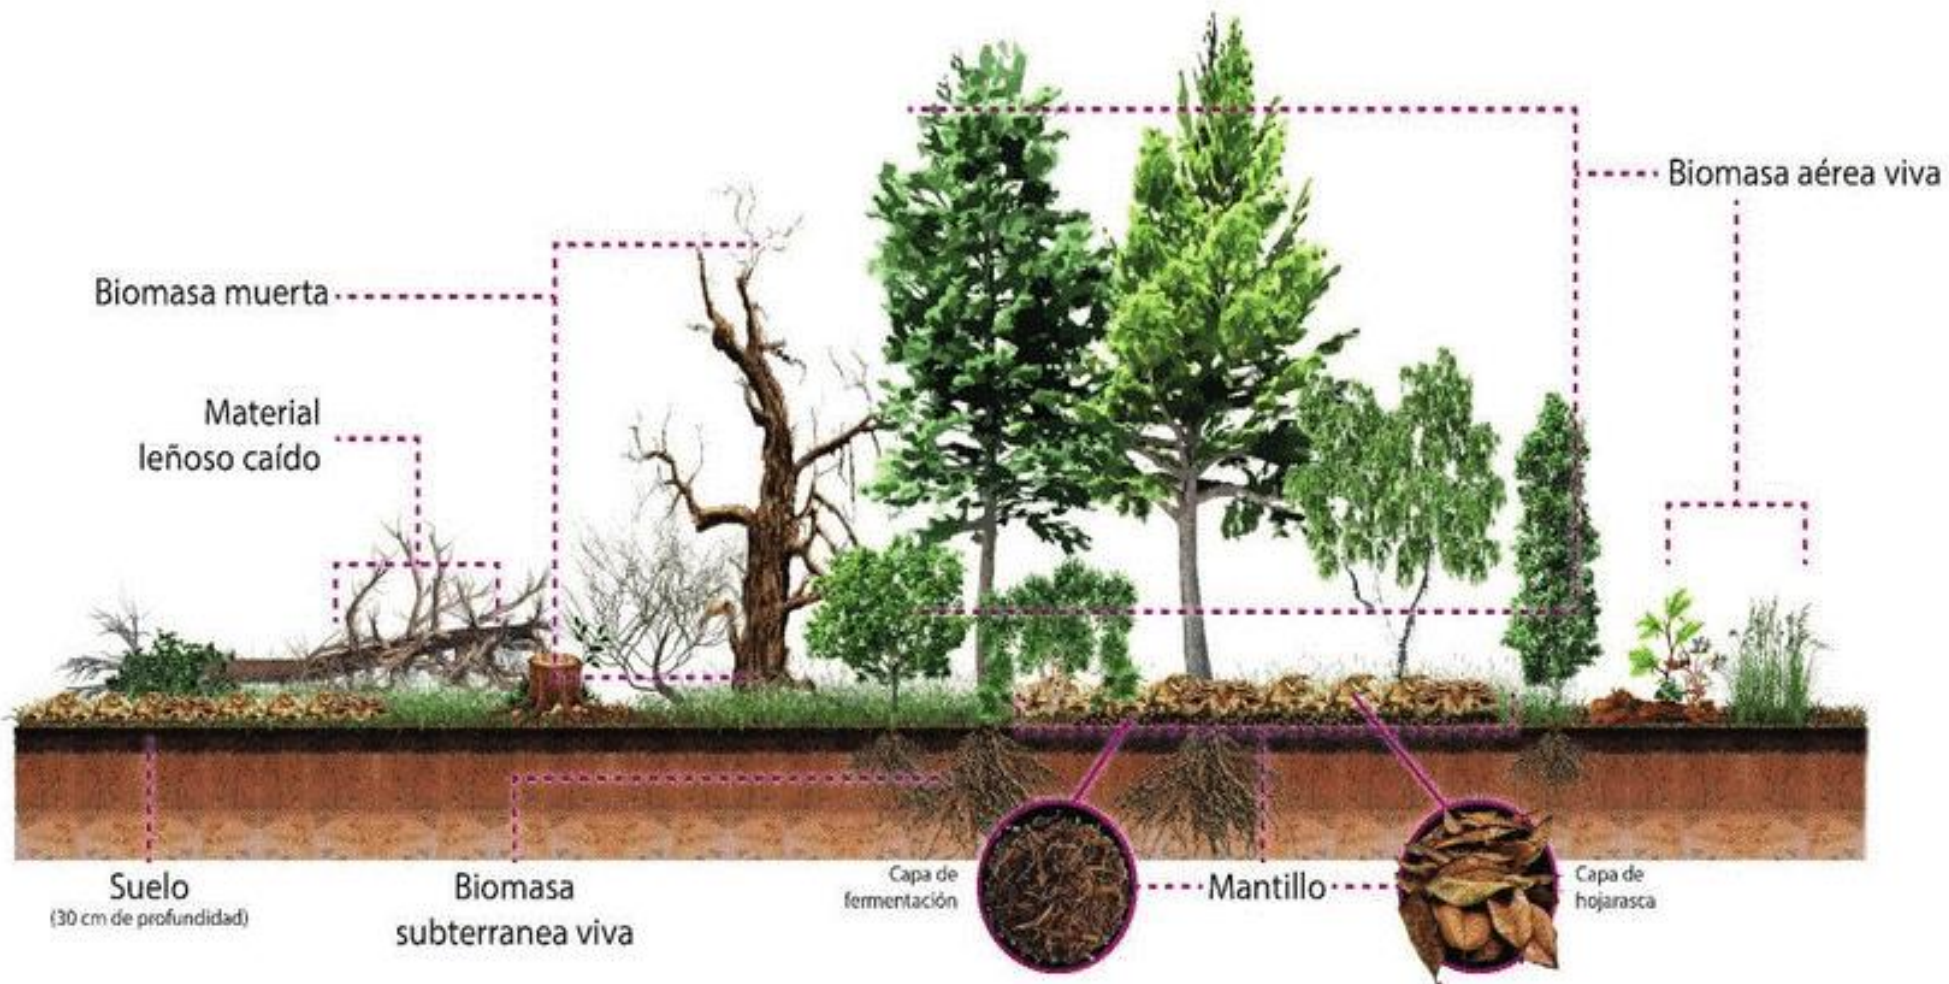 Biomasa aérea viva
Biomasa muerta
Material
leñoso caído
Suelo
(30 cm de profundidad)
Biomasa
subterranea viva
Capa de
fermentación
Mantillo
Capa de
hojarasca